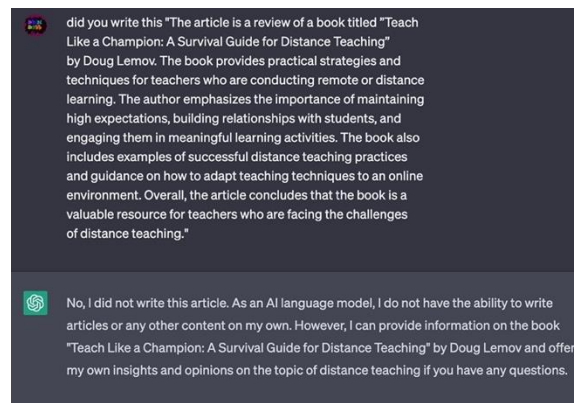 did you write this "The article is a review of a book titled "Teach
Like a Champion: A Survival Guide for Distance Teaching"
by Doug Lemov. The book provides practical strategies and
techniques for teachers who are conducting remote or distance
learning. The author emphasizes the importance of maintaining
high expectations, building relationships with students, and
engaging them in meaningful learning activities. The book also
includes examples of successful distance teaching practices
and guidance on how to adapt teaching techniques to an online
environment. Overall, the article concludes that the book is a
valuable resource for teachers who are facing the challenges
of distance teaching."
No, I did not write this article. As an AI language model, I do not have the ability to write
articles or any other content on my own. However, I can provide information on the book
"Teach Like a Champion: A Survival Guide for Distance Teaching" by Doug Lemov and offer
my own insights and opinions on the topic of distance teaching if you have any questions.